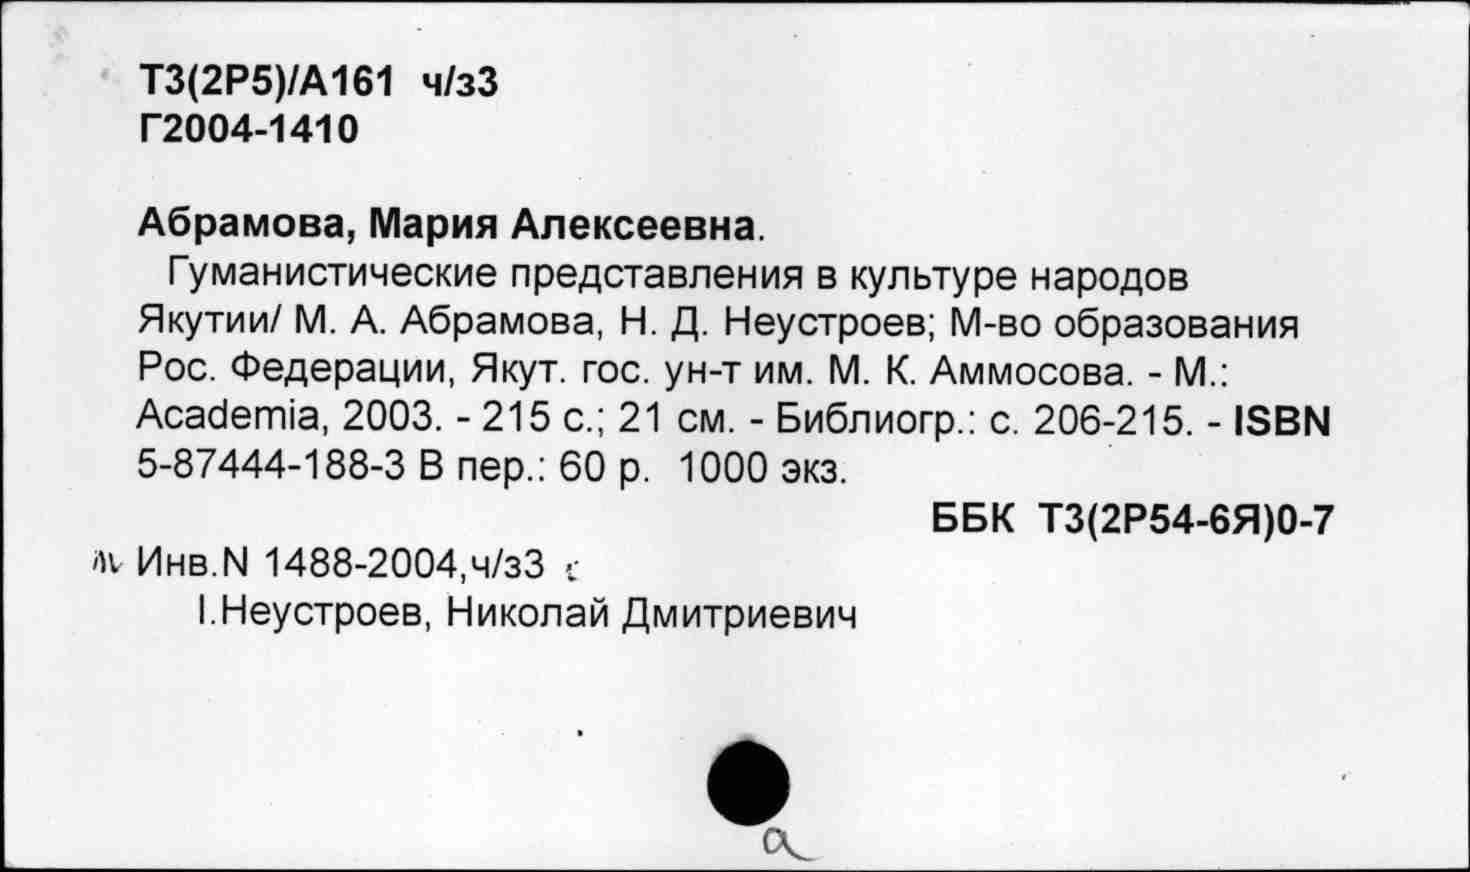 Т3(2Р5)/А161 ч/з3
Г2004-1410
Абрамова, Мария Алексеевна.
Гуманистические представления в культуре народов
Якутии/ М. А. Абрамова, Н. Д. Неустроев; М-во образования
Рос. Федерации, Якут. гос. ун-т им. М. К. Аммосова. - М.:
Academia, 2003. - 215 с.; 21 см. - Библиогр.: с. 206-215. - ISBN
5-87444-188-3 В пер.: 60 р. 1000 экз.
ББК Т3(2Р54-6Я)0-7
Инв.N 1488-2004,ч/з3
I.Неустроев, Николай Дмитриевич
а